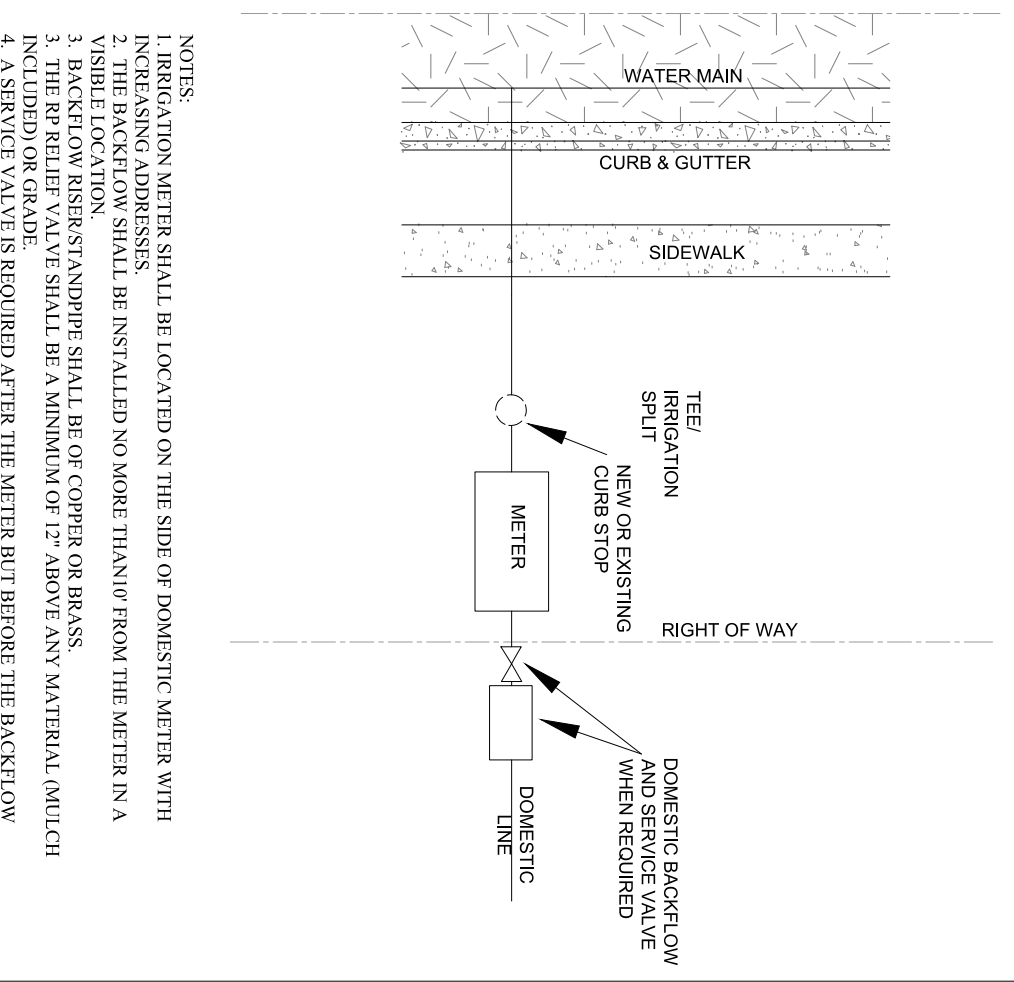 WATER MAIN
CURB & GUTTER
SIDEWALK
TEE/
IRRIGATION
SPLIT
NEW OR EXISTING
CURB STOP
METER
RIGHT OF WAY
DOMESTIC BACKFLOW
AND SERVICE VALVE
WHEN REQUIRED
DOMESTIC
LINE
NOTES:
1. IRRIGATION METER SHALL BE LOCATED ON THE SIDE OF DOMESTIC METER WITH
INCREASING ADDRESSES.
2. THE BACKFLOW SHALL BE INSTALLED NO MORE THAN10' FROM THE METER IN A
VISIBLE LOCATION.
3. BACKFLOW RISER/STANDPIPE SHALL BE OF COPPER OR BRASS.
3. THE RP RELIEF VALVE SHALL BE A MINIMUM OF 12" ABOVE ANY MATERIAL (MULCH
INCLUDED) OR GRADE.
4. A SERVICE VALVE IS REQUIRED AFTER THE METER BUT BEFORE THE BACKFLOW